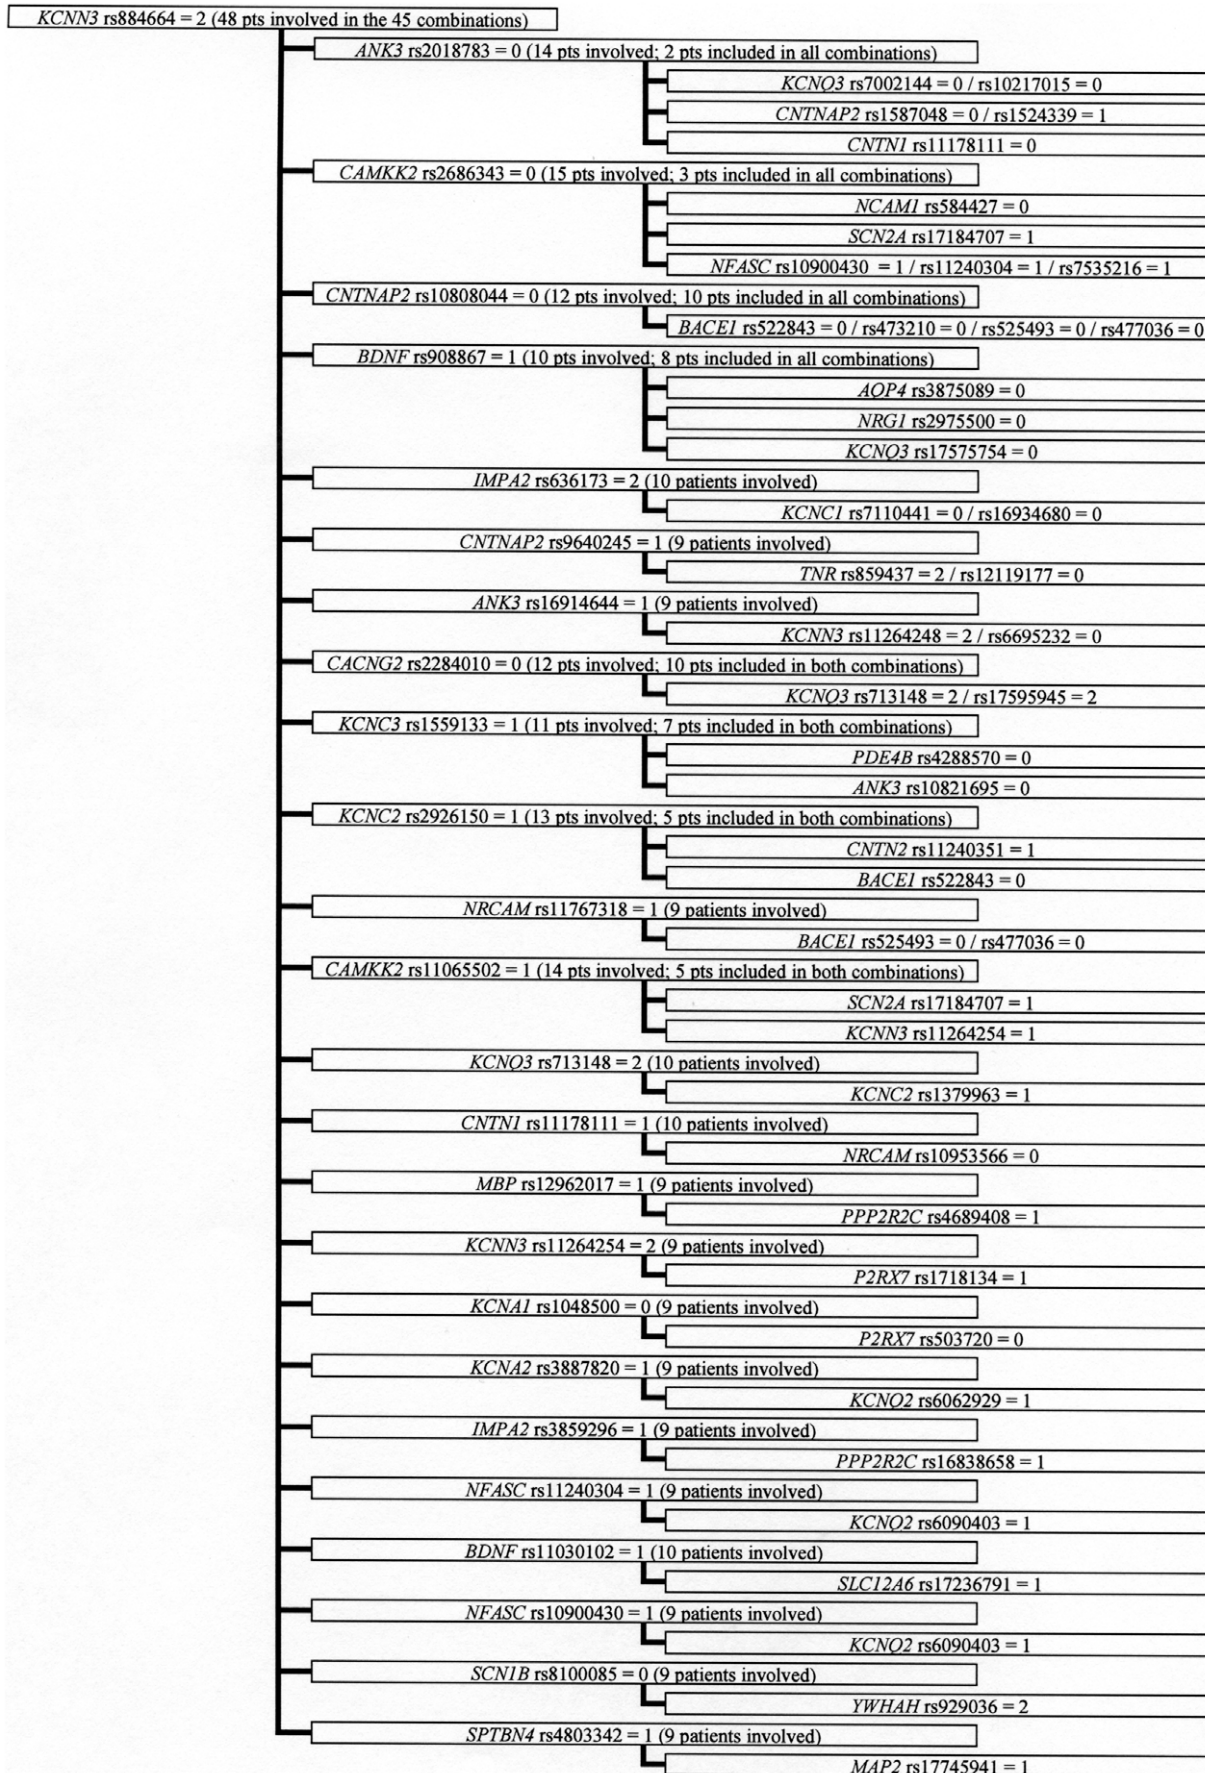 KCNN3 rs884664 = 2 (48 pts involved in the 45 combinations)
ANK3 rs2018783 = 0 (14 pts involved; 2 pts included in all combinations)
KCNQ3 rs7002144 = 0 / rs10217015 = 0
CNTNAP2 rs1587048 = 0 / rs1524339 = 1
CNTN1 rs11178111 = 0
CAMKK2 rs2686343 = 0 (15 pts involved; 3 pts included in all combinations)
NCAM1 rs584427 = 0
SCN2A rs17184707 = 1
NFASC rs10900430 = 1 / rs11240304 = 1 / rs7535216 = 1
CNTNAP2 rs10808044 = 0 (12 pts involved; 10 pts included in all combinations)
BACE1 rs522843 = 0 / rs473210 = 0 / rs525493 = 0 / rs477036 = 0
BDNF rs908867 = 1 (10 pts involved; 8 pts included in all combinations)
AQP4 rs3875089 = 0
NRG1 rs2975500 = 0
KCNQ3 rs17575754 = 0
IMPA2 rs636173 = 2 (10 patients involved)
KCNC1 rs7110441 = 0 / rs16934680 = 0
CNTNAP2 rs9640245 = 1 (9 patients involved)
TNR rs859437 = 2 / rs12119177 = 0
ANK3 rs16914644 = 1 (9 patients involved)
KCNN3 rs11264248 = 2 / rs6695232 = 0
CACNG2 rs2284010 = 0 (12 pts involved; 10 pts included in both combinations)
KCNQ3 rs713148 = 2 / rs17595945 = 2
KCNC3 rs1559133 = 1 (11 pts involved; 7 pts included in both combinations)
PDE4B rs4288570 = 0
ANK3 rs10821695 = 0
KCNC2 rs2926150 = 1 (13 pts involved; 5 pts included in both combinations)
CNTN2 rs11240351 = 1
BACE1 rs522843 = 0
NRCAM rs11767318 = 1 (9 patients involved)
BACE1 rs525493 = 0 / rs477036 = 0
CAMKK2 rs11065502 = 1 (14 pts involved; 5 pts included in both combinations)
SCN2A rs17184707 = 1
KCNN3 rs11264254 = 1
KCNQ3 rs713148 = 2 (10 patients involved)
KCNC2 rs1379963 = 1
CNTN1 rs11178111 = 1 (10 patients involved)
NRCAM rs10953566 = 0
MBP rs12962017 = 1 (9 patients involved)
PPP2R2C rs4689408 = 1
KCNN3 rs11264254 = 2 (9 patients involved)
P2RX7 rs1718134 = 1
KCNA1 rs1048500 = 0 (9 patients involved)
P2RX7 rs503720 = 0
KCNA2 rs3887820 = 1 (9 patients involved)
KCNQ2 rs6062929 = 1
IMPA2 rs3859296 = 1 (9 patients involved)
PPP2R2C rs16838658 = 1
NFASC rs11240304 = 1 (9 patients involved)
KCNQ2 rs6090403 = 1
BDNF rs11030102 = 1 (10 patients involved)
SLC12A6 rs17236791 = 1
NFASC rs10900430 = 1 (9 patients involved)
KCNQ2 rs6090403 = 1
SCN1B rs8100085 = 0 (9 patients involved)
YWHAH rs929036 = 2
SPTBN4 rs4803342 = 1 (9 patients involved)
MAP2 rs17745941 = 1